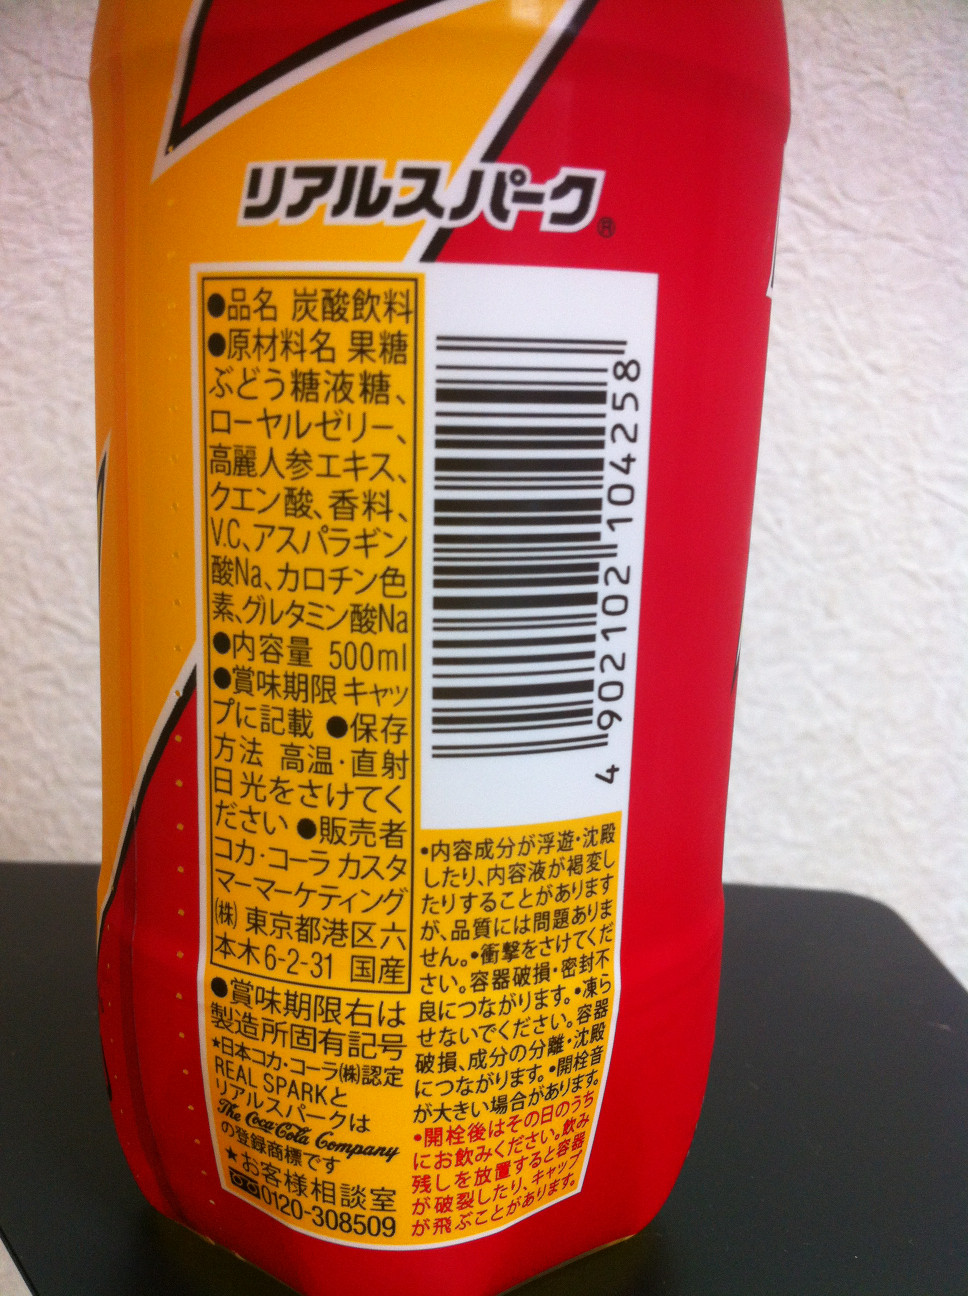 リアルスパーク®
●品名 炭酸飲料
●原材料名 果糖
ぶどう糖液糖、
ローヤルゼリー、
高麗人参エキス、
クエン酸、香料、
V.C、アスパラギン
酸Na、カロチン色
素、グルタミン酸Na
●内容量 500ml
●賞味期限 キャッ
プに記載 ●保存
方法 高温・直射
日光をさけてく
ださい ●販売者
コカ・コーラ カスタ
マーマーケティング
(株) 東京都港区六
本木6-2-31 国産
●賞味期限右は
製造所固有記号
★日本コカ・コーラ(株)認定
REAL SPARKと
リアルスパークは
The Coca-Cola Company
の登録商標です
★お客様相談室
0120-308509
4 902102 104258
•内容成分が浮遊・沈殿
したり、内容液が褐変し
たりすることがあります
が、品質には問題ありま
せん。•衝撃をさけてくだ
さい。容器破損・密封不
良につながります。•凍ら
せないでください。容器
破損、成分の分離・沈殿
につながります。•開栓音
が大きい場合があります。
•開栓後はその日のうち
にお飲みください。飲み
残しを放置すると容器
が破裂したり、キャップ
が飛ぶことがあります。